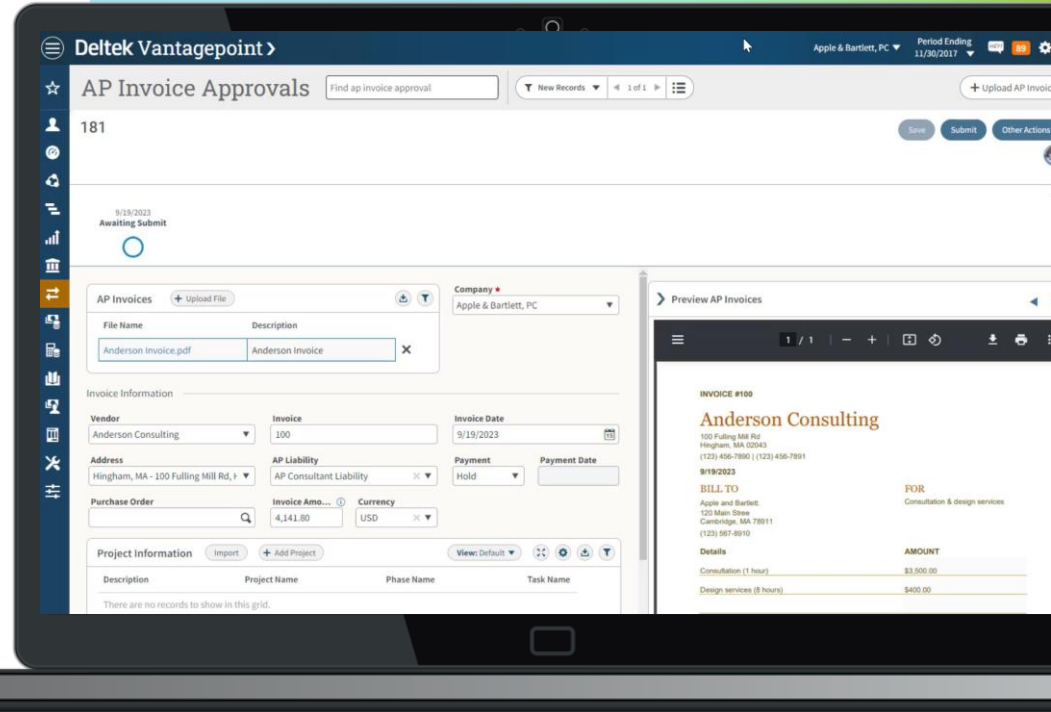 Deltek Vantagepoint >
Apple & Bartlett, PC
Period Ending
11/30/2017
89
AP Invoice Approvals
Find ap invoice approval
New Records
1 of 1
+ Upload AP Invoic
181
Save
Submit
Other Actions
9/19/2023
Awaiting Submit
AP Invoices
+ Upload File
File Name
Description
Anderson Invoice.pdf
Anderson Invoice
Company *
Apple & Bartlett, PC
Invoice Information
Vendor
Invoice
Invoice Date
Anderson Consulting
100
9/19/2023
Address
AP Liability
Payment
Payment Date
Hingham, MA - 100 Fulling Mill Rd, H
AP Consultant Liability
Hold
Purchase Order
Invoice Amo...
Currency
4,141.80
USD
Project Information
Import
+ Add Project
View: Default
Description
Project Name
Phase Name
Task Name
There are no records to show in this grid.
Preview AP Invoices
1 / 1
INVOICE #100
Anderson Consulting
100 Fulling Mill Rd
Hingham, MA 02043
(123) 456-7890 | (123) 456-7891
9/19/2023
BILL TO
FOR
Apple and Bartlett
Consultation & design services
120 Main Stree
Cambridge, MA 78911
(123) 567-8910
Details
AMOUNT
Consultation (1 hour)
$3,500.00
Design services (8 hours)
$400.00